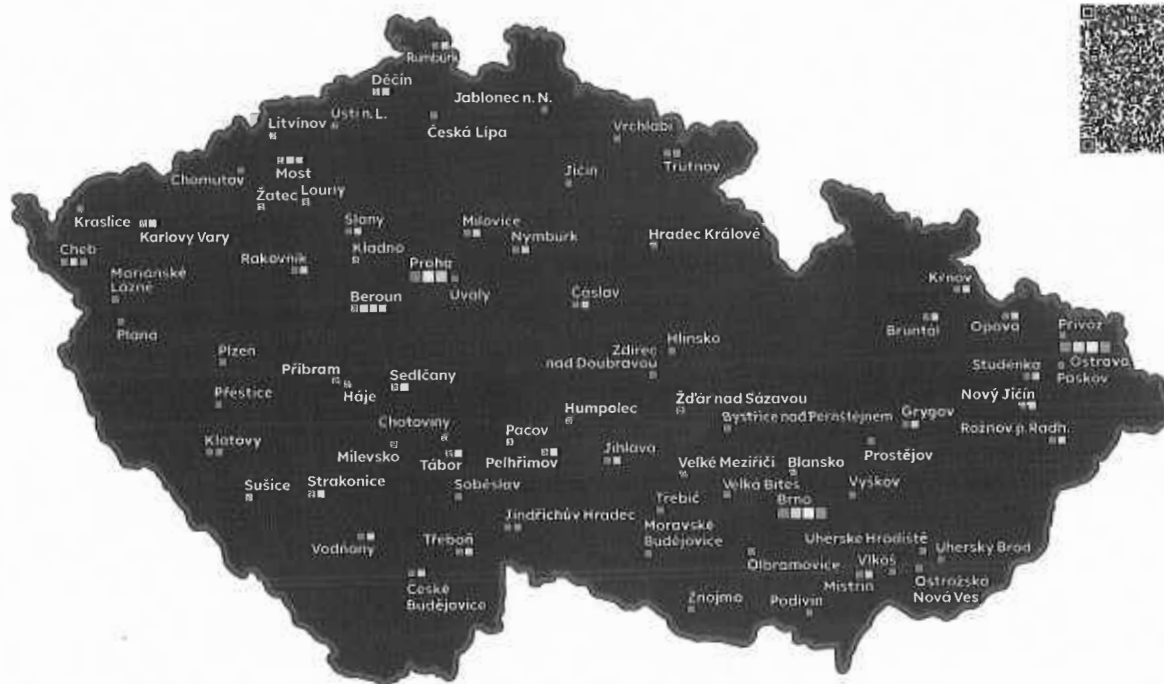 Rumburk
Děčín
Jablonec n. N.
Ústí n. L.
Litvínov
Česká Lípa
Vrchlabí
Trutnov
Most
Chomutov
Jičín
Žatec
Louny
Kraslice
Karlovy Vary
Slaný
Milovice
Nymburk
Hradec Králové
Cheb
Rakovník
Kladno
Praha
Mariánské
Lázně
Úvaly
Beroun
Čáslav
Krnov
Bruntál
Opava
Přívoz
Ostrava
Planá
Plzeň
Hlinsko
Ždírec
nad Doubravou
Studénka
Paskov
Příbram
Háje
Sedlčany
Přeštice
Žďár nad Sázavou
Nový Jičín
Humpolec
Bystřice nad Pernštejnem
Grygov
Chotoviny
Klatovy
Milevsko
Pacov
Rožnov p. Radh.
Tábor
Pelhřimov
Jihlava
Prostějov
Velké Meziříčí
Blansko
Sušice
Strakonice
Soběslav
Velká Bíteš
Vyškov
Třebíč
Brno
Jindřichův Hradec
Moravské
Budějovice
Vodňany
Třeboň
Uherské Hradiště
Uherský Brod
Olbramovice
Vlkoš
Mistřín
Ostrožská
Nová Ves
České
Budějovice
Znojmo
Podivín